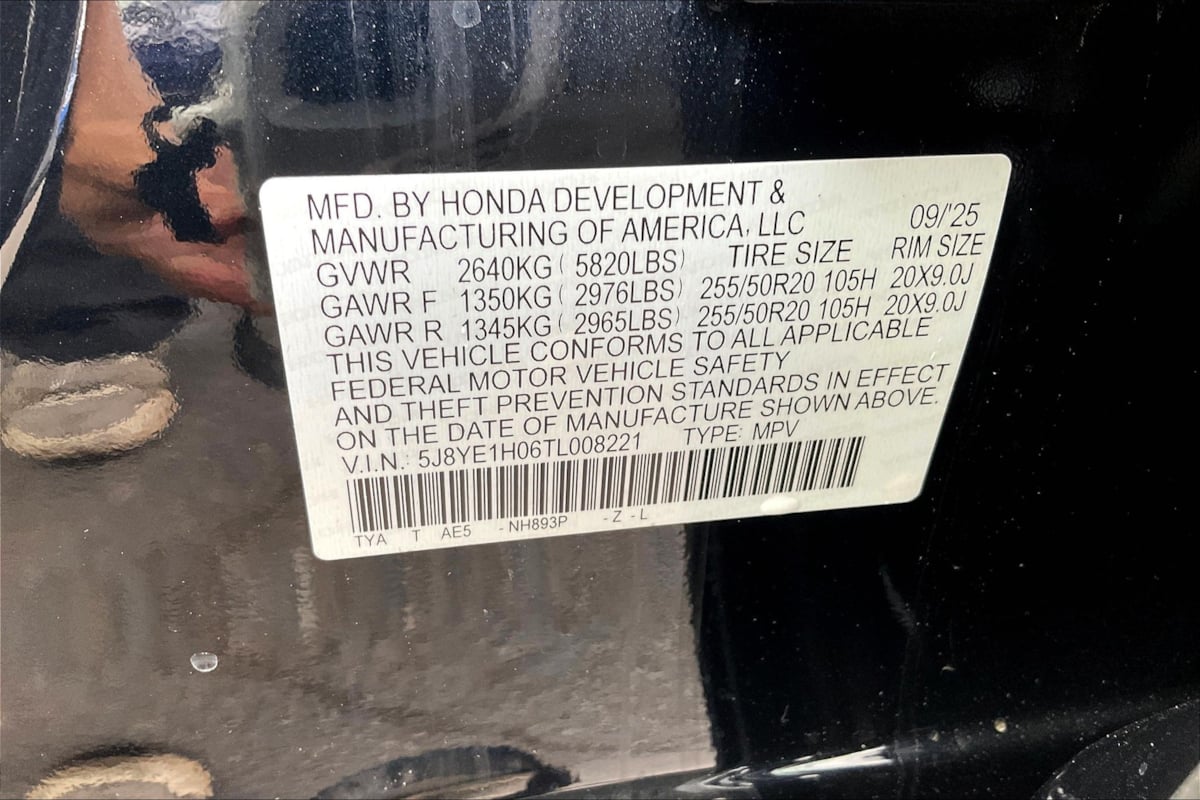 MFD. BY HONDA DEVELOPMENT &
MANUFACTURING OF AMERICA, LLC 09/'25
GVWR 2640KG ( 5820LBS) TIRE SIZE RIM SIZE
GAWR F 1350KG ( 2976LBS) 255/50R20 105H 20X9.0J
GAWR R 1345KG ( 2965LBS) 255/50R20 105H 20X9.0J
THIS VEHICLE CONFORMS TO ALL APPLICABLE
FEDERAL MOTOR VEHICLE SAFETY
AND THEFT PREVENTION STANDARDS IN EFFECT
ON THE DATE OF MANUFACTURE SHOWN ABOVE.
V.I.N.: 5J8YE1H06TL008221 TYPE: MPV
TYA T AE5 -NH893P -Z -L